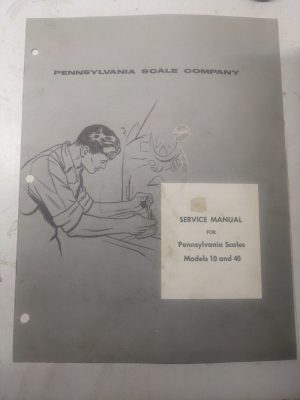 PENNSYLVANIA SCALE COMPANY
SERVICE MANUAL
FOR
Pennsylvania Scales
Models 10 and 40